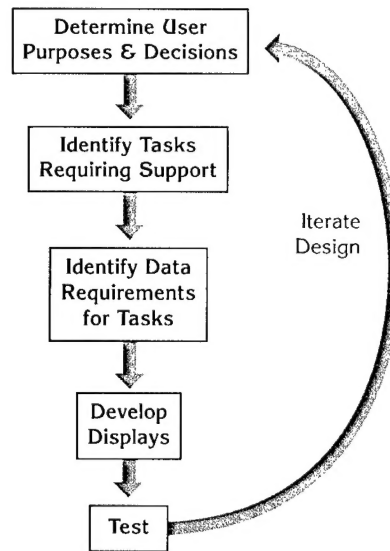 Determine User
Purposes & Decisions
Identify Tasks
Requiring Support
Iterate
Design
Identify Data
Requirements
for Tasks
Develop
Displays
Test